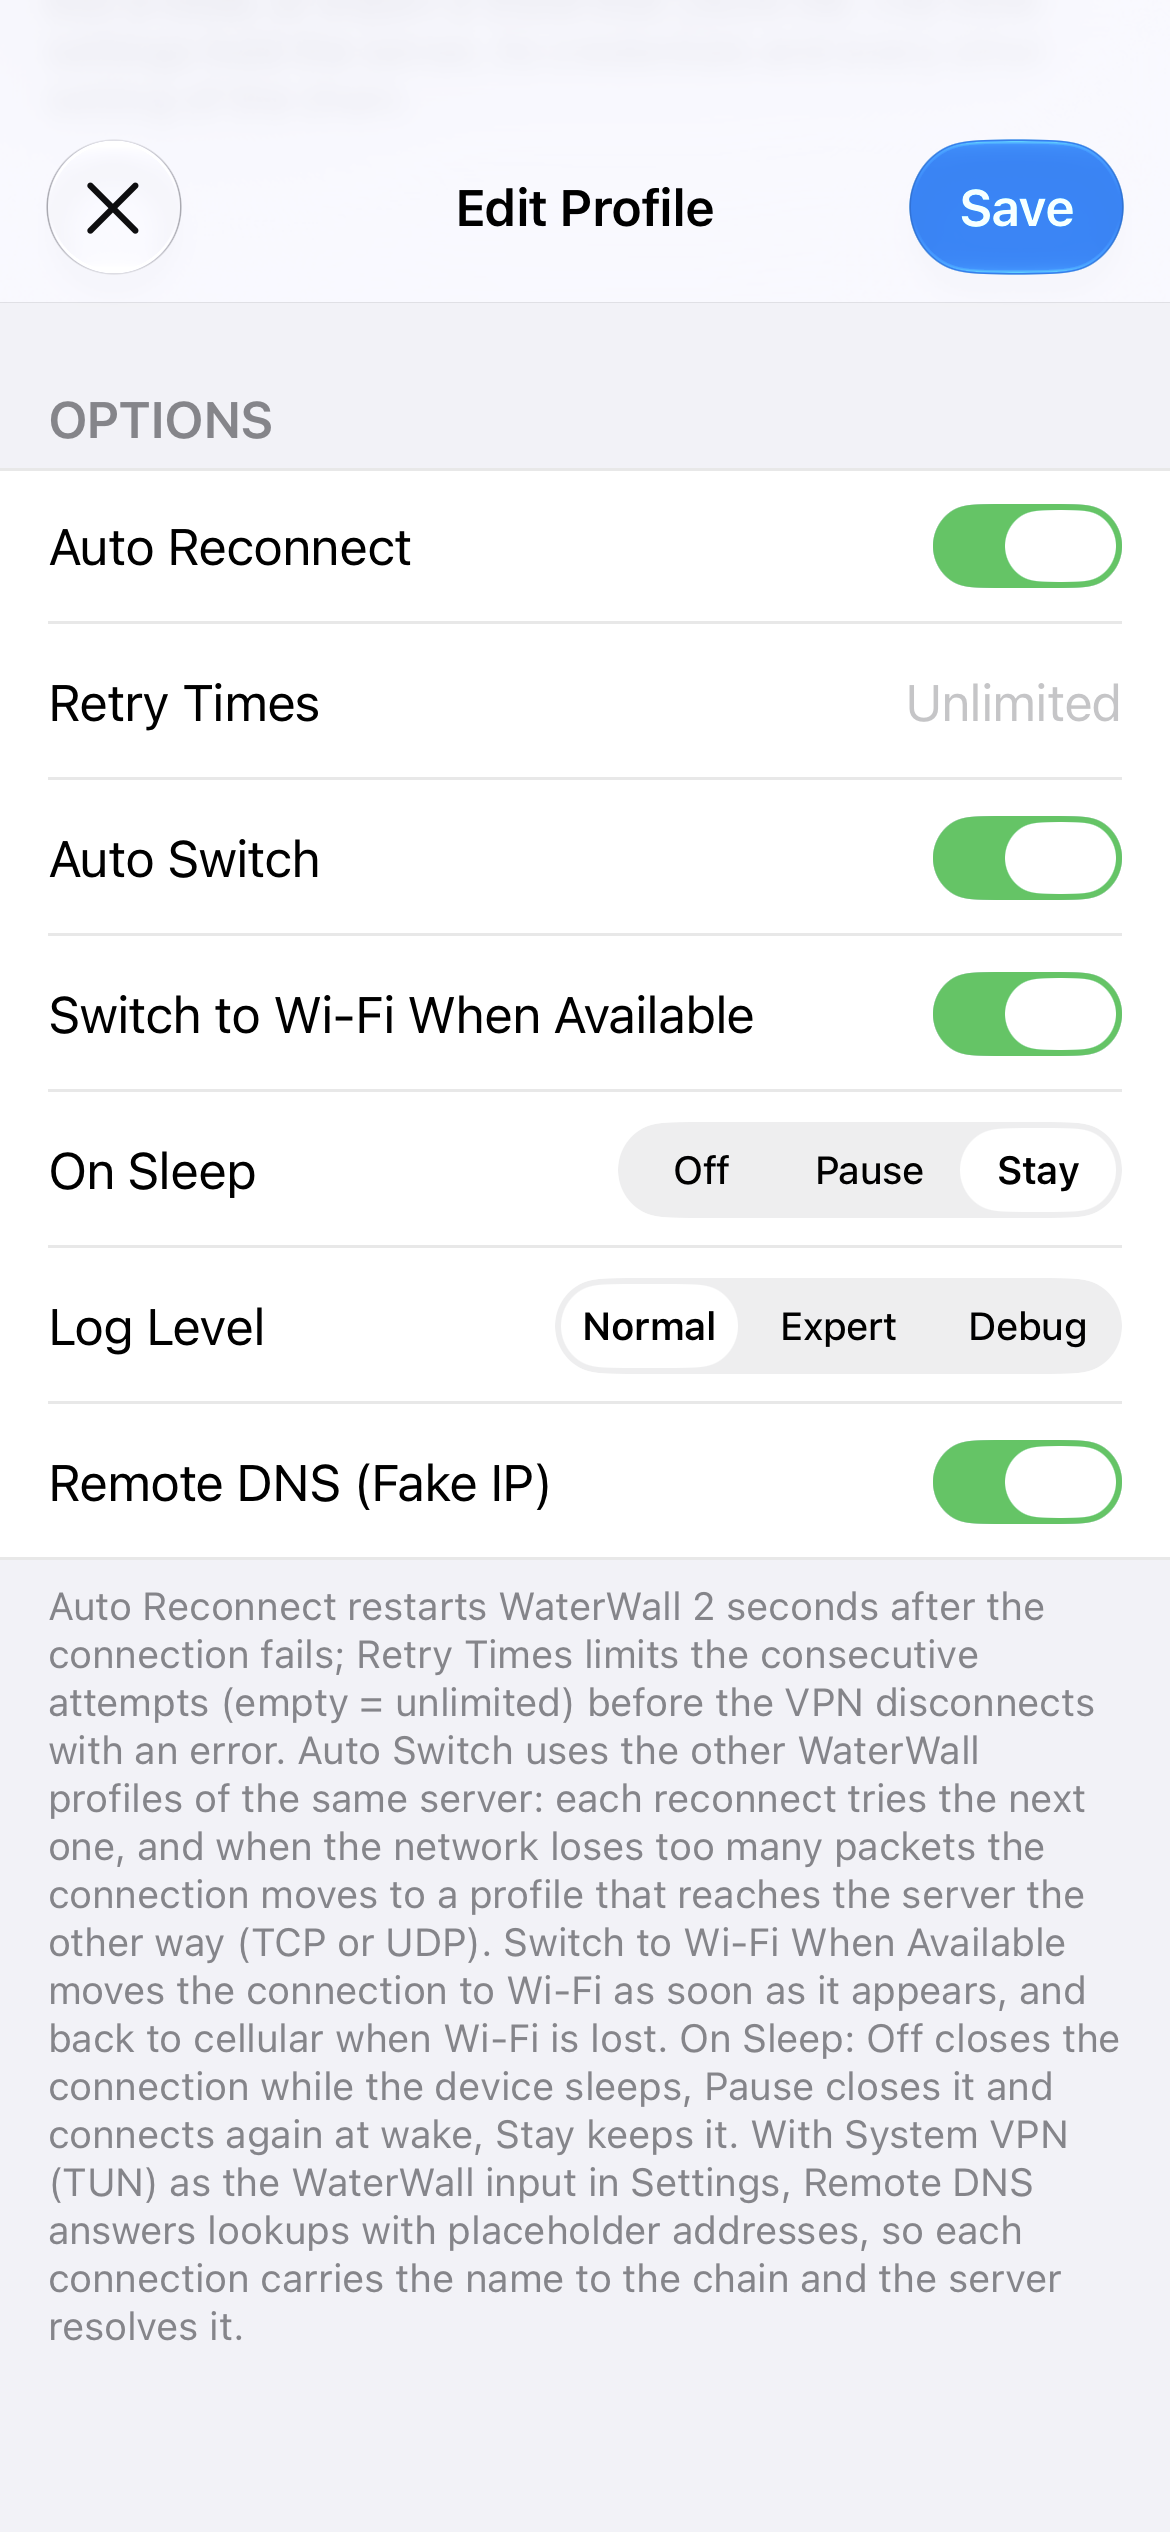 Edit Profile
Save
OPTIONS
Auto Reconnect
Retry Times
Unlimited
Auto Switch
Switch to Wi-Fi When Available
On Sleep
Off
Pause
Stay
Log Level
Normal
Expert
Debug
Remote DNS (Fake IP)
Auto Reconnect restarts WaterWall 2 seconds after the
connection fails; Retry Times limits the consecutive
attempts (empty = unlimited) before the VPN disconnects
with an error. Auto Switch uses the other WaterWall
profiles of the same server: each reconnect tries the next
one, and when the network loses too many packets the
connection moves to a profile that reaches the server the
other way (TCP or UDP). Switch to Wi-Fi When Available
moves the connection to Wi-Fi as soon as it appears, and
back to cellular when Wi-Fi is lost. On Sleep: Off closes the
connection while the device sleeps, Pause closes it and
connects again at wake, Stay keeps it. With System VPN
(TUN) as the WaterWall input in Settings, Remote DNS
answers lookups with placeholder addresses, so each
connection carries the name to the chain and the server
resolves it.